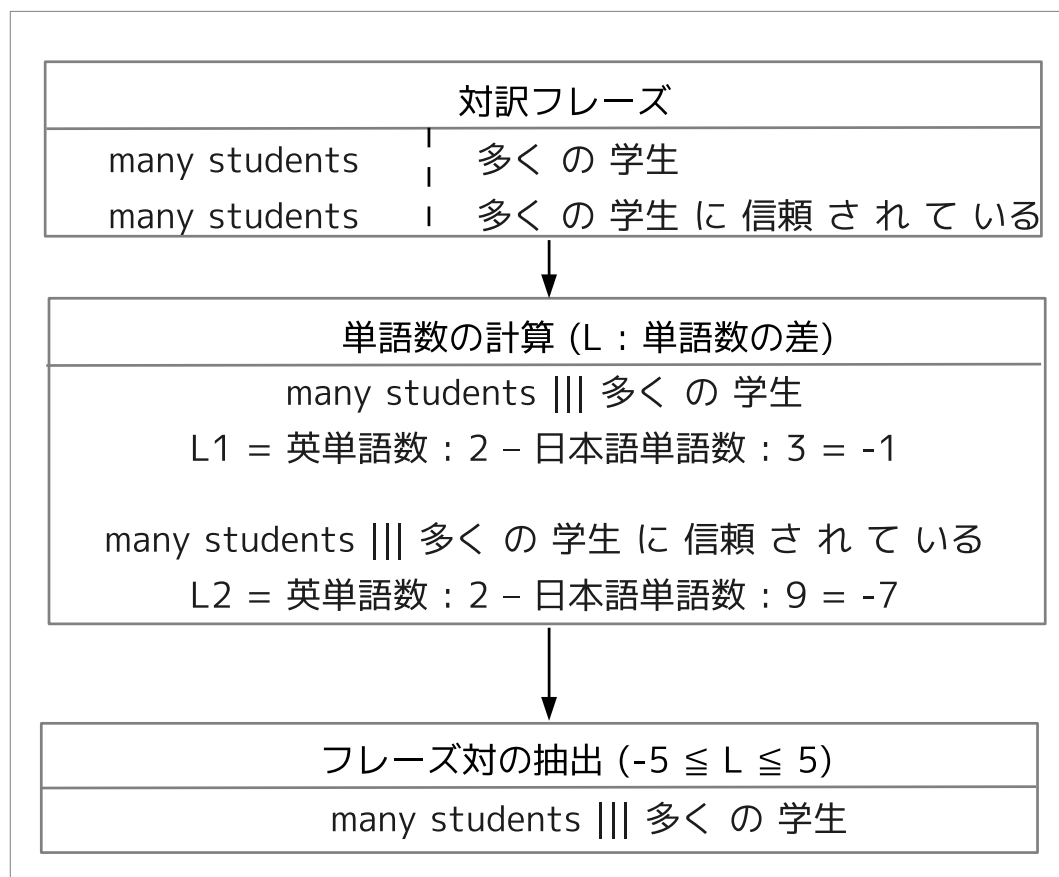 対訳フレーズ
many students 多く の 学生
many students 多く の 学生 に 信頼 さ れ て いる
単語数の計算 (L : 単語数の差)
many students ||| 多く の 学生
L1 = 英単語数 : 2 – 日本語単語数 : 3 = -1
many students ||| 多く の 学生 に 信頼 さ れ て いる
L2 = 英単語数 : 2 – 日本語単語数 : 9 = -7
フレーズ対の抽出 (-5 ≦ L ≦ 5)
many students ||| 多く の 学生